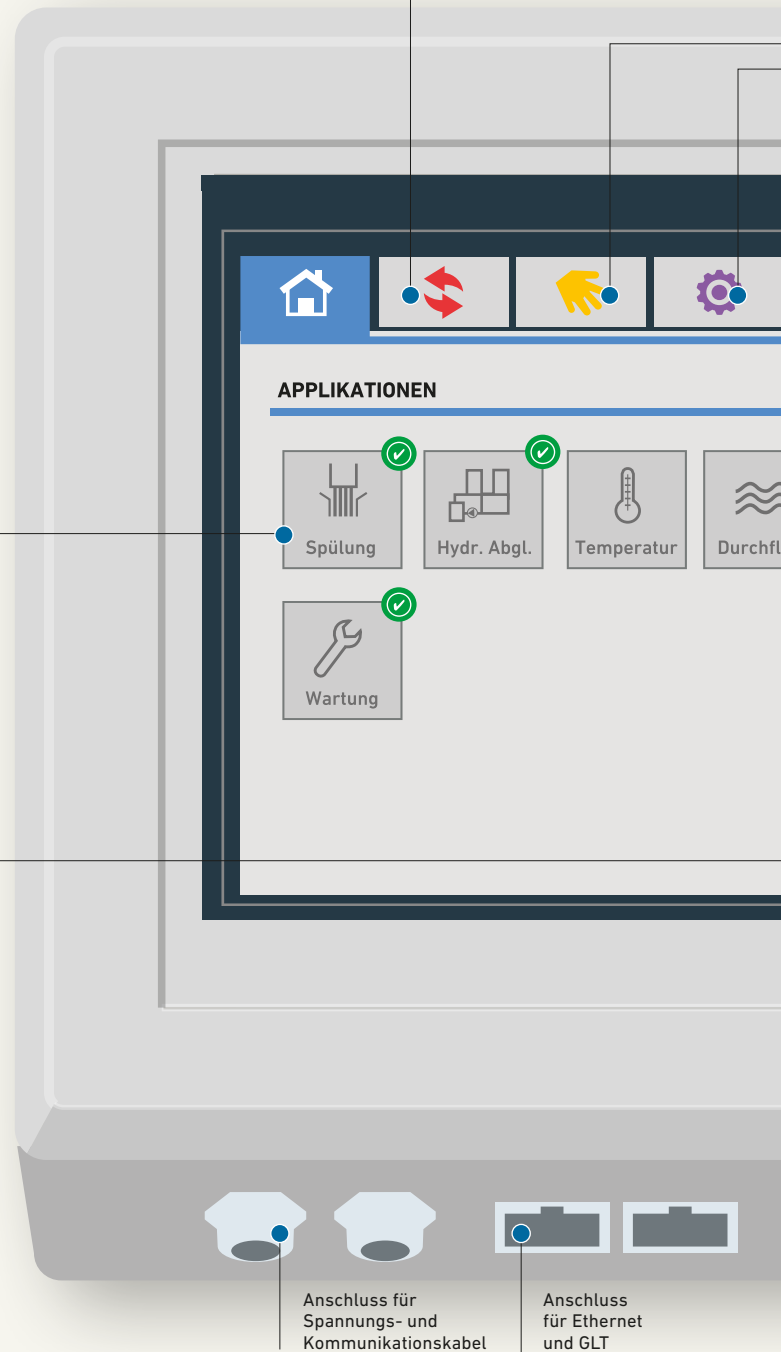 APPLIKATIONEN
Spülung
Hydr. Abgl.
Temperatur
Wartung
Anschluss für
Spannungs- und
Kommunikationskabel
Anschluss
für Ethernet
und GLT